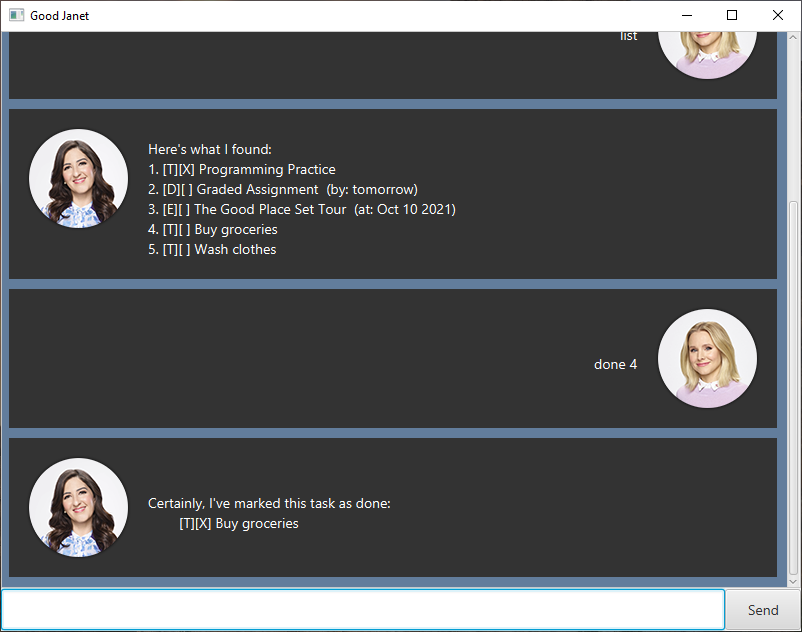 Good Janet
list
Here's what I found:
1. [T][X] Programming Practice
2. [D][ ] Graded Assignment  (by: tomorrow)
3. [E][ ] The Good Place Set Tour  (at: Oct 10 2021)
4. [T][ ] Buy groceries
5. [T][ ] Wash clothes
done 4
Certainly, I've marked this task as done:
[T][X] Buy groceries
Send